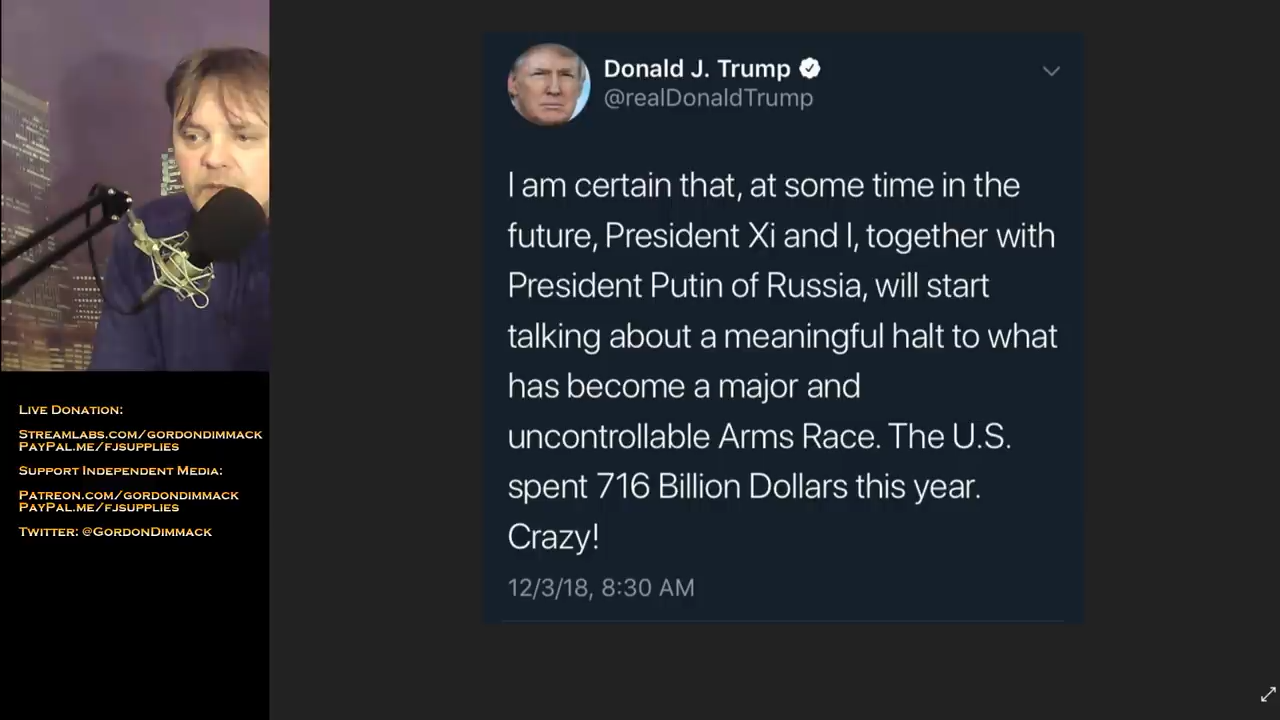 Live Donation:
Streamlabs.com/gordondimmack
PayPal.me/fjsupplies
Support Independent Media:
Patreon.com/gordondimmack
PayPal.me/fjsupplies
Twitter: @GordonDimmack
Donald J. Trump
@realDonaldTrump
I am certain that, at some time in the
future, President Xi and I, together with
President Putin of Russia, will start
talking about a meaningful halt to what
has become a major and
uncontrollable Arms Race. The U.S.
spent 716 Billion Dollars this year.
Crazy!
12/3/18, 8:30 AM